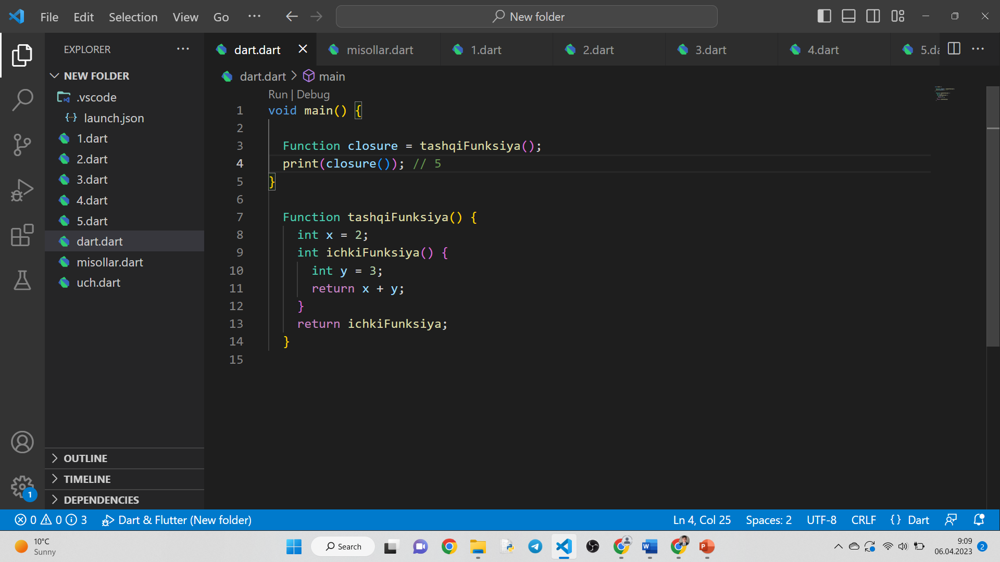 File Edit Selection View Go ··· New folder
EXPLORER ···
NEW FOLDER
.vscode
launch.json
1.dart
2.dart
3.dart
4.dart
5.dart
dart.dart
misollar.dart
uch.dart
OUTLINE
TIMELINE
DEPENDENCIES
1
dart.dart misollar.dart 1.dart 2.dart 3.dart 4.dart 5.da ···
dart.dart > main
Run | Debug
1 void main() {
2
3 Function closure = tashqiFunksiya();
4 print(closure()); // 5
5 }
6
7 Function tashqiFunksiya() {
8 int x = 2;
9 int ichkiFunksiya() {
10 int y = 3;
11 return x + y;
12 }
13 return ichkiFunksiya;
14 }
15
0 0 3 Dart & Flutter (New folder) Ln 4, Col 25 Spaces: 2 UTF-8 CRLF {} Dart
10°C
Sunny
Search
9:09
06.04.2023
2